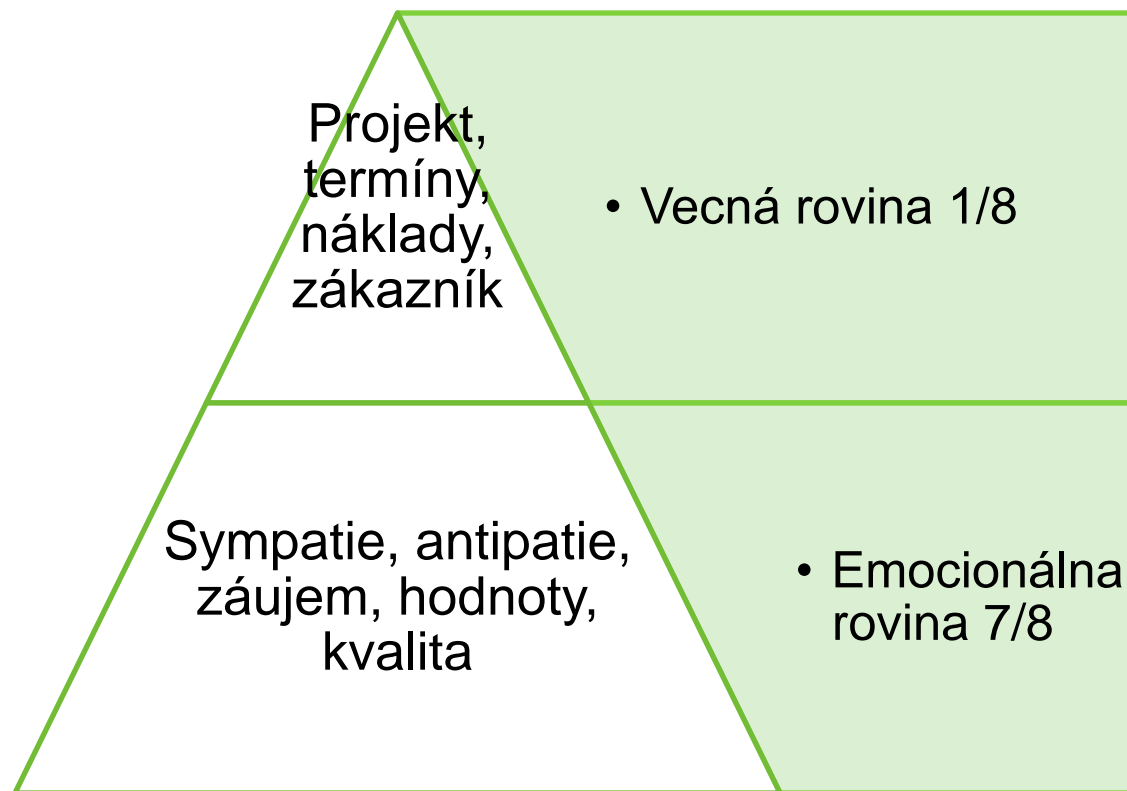 Projekt,
termíny,
náklady,
zákazník
• Vecná rovina 1/8
Sympatie, antipatie,
záujem, hodnoty,
kvalita
• Emocionálna
rovina 7/8